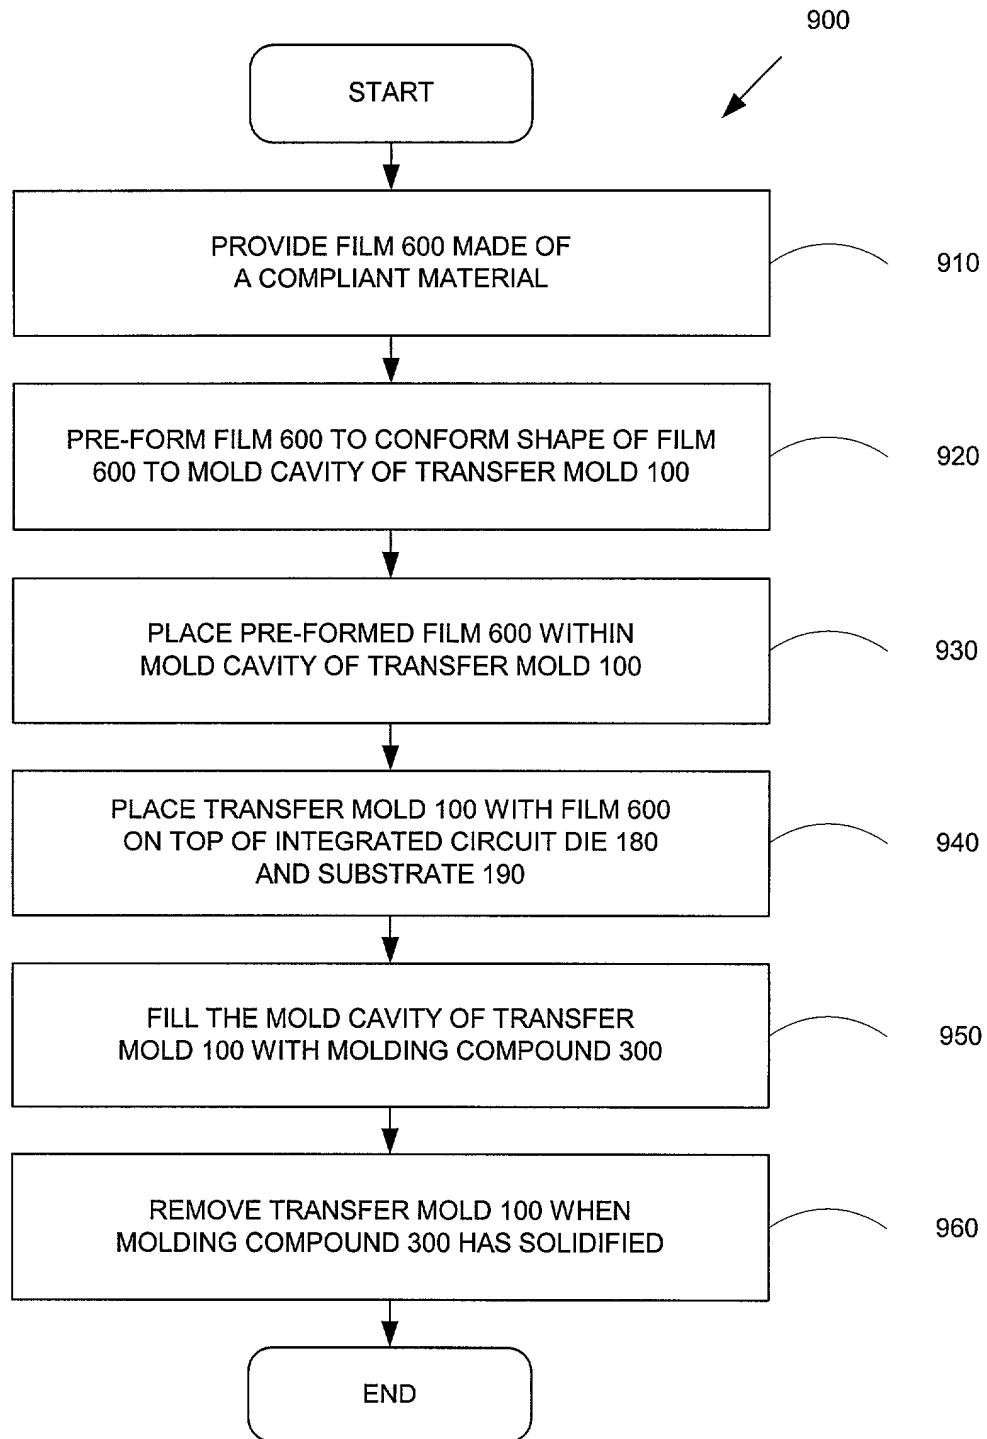 900
START
PROVIDE FILM 600 MADE OF
A COMPLIANT MATERIAL
910
PRE-FORM FILM 600 TO CONFORM SHAPE OF FILM
600 TO MOLD CAVITY OF TRANSFER MOLD 100
920
PLACE PRE-FORMED FILM 600 WITHIN
MOLD CAVITY OF TRANSFER MOLD 100
930
PLACE TRANSFER MOLD 100 WITH FILM 600
ON TOP OF INTEGRATED CIRCUIT DIE 180
AND SUBSTRATE 190
940
FILL THE MOLD CAVITY OF TRANSFER
MOLD 100 WITH MOLDING COMPOUND 300
950
REMOVE TRANSFER MOLD 100 WHEN
MOLDING COMPOUND 300 HAS SOLIDIFIED
960
END